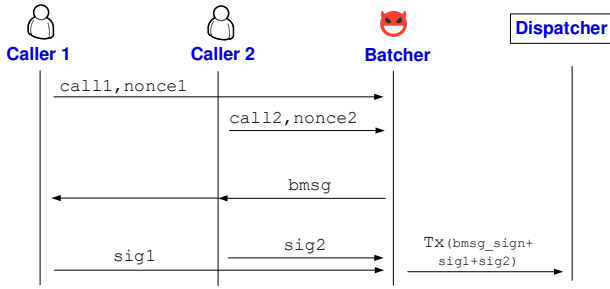 Caller 1
Caller 2
Batcher
Dispatcher
call1,nonce1
call2,nonce2
bmsg
sig2
sig1
Tx(bmsg_sign+
sig1+sig2)